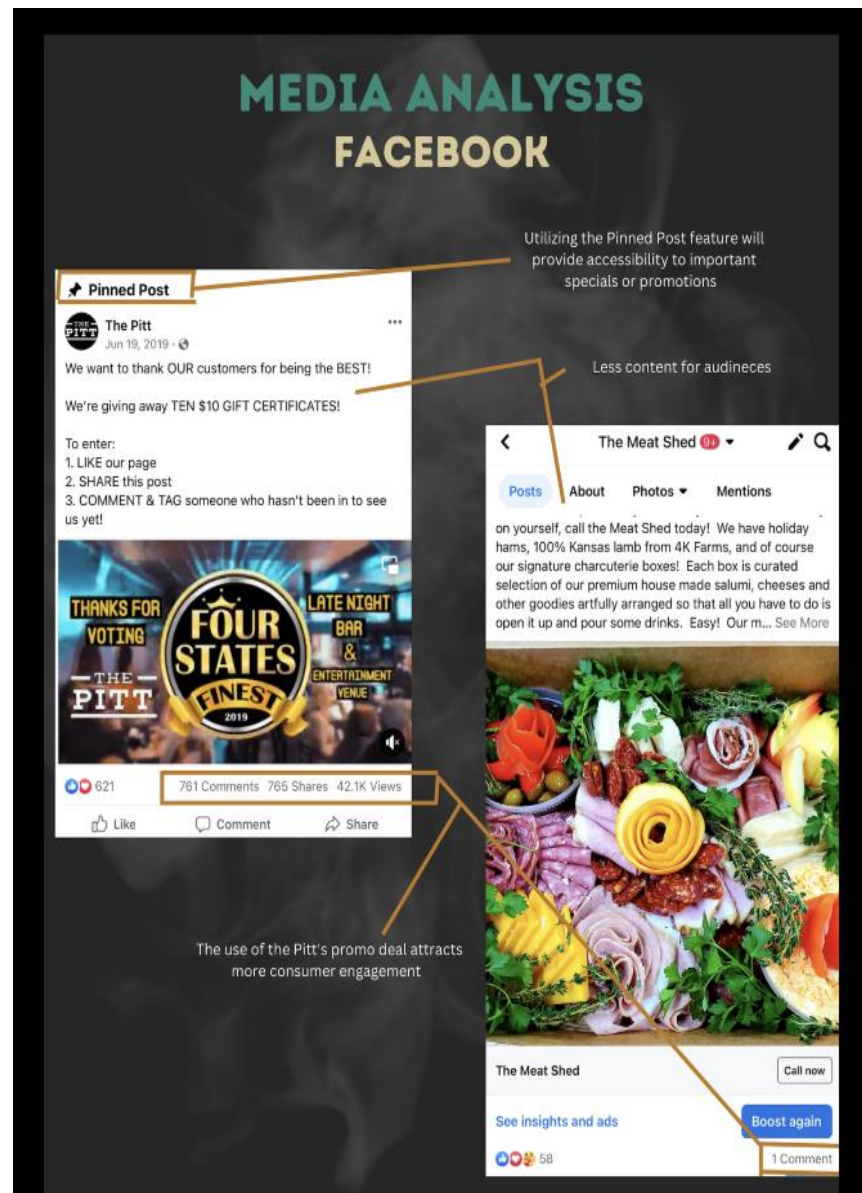 MEDIA ANALYSIS
FACEBOOK
Utilizing the Pinned Post feature will
provide accessibility to important
specials or promotions
Pinned Post
THE PITT
The Pitt
Jun 19, 2019 ·
We want to thank OUR customers for being the BEST!
We're giving away TEN $10 GIFT CERTIFICATES!
To enter:
1. LIKE our page
2. SHARE this post
3. COMMENT & TAG someone who hasn't been in to see
us yet!
THANKS FOR
VOTING
THE
PITT
FOUR
STATES
FINEST
2019
LATE NIGHT
BAR
&
ENTERTAINMENT
VENUE
621
761 Comments 765 Shares 42.1K Views
Like Comment Share
Less content for audineces
The Meat Shed 9+
Posts About Photos Mentions
on yourself, call the Meat Shed today! We have holiday
hams, 100% Kansas lamb from 4K Farms, and of course
our signature charcuterie boxes! Each box is curated
selection of our premium house made salumi, cheeses and
other goodies artfully arranged so that all you have to do is
open it up and pour some drinks. Easy! Our m... See More
The Meat Shed
Call now
See insights and ads
Boost again
58
1 Comment
The use of the Pitt's promo deal attracts
more consumer engagement